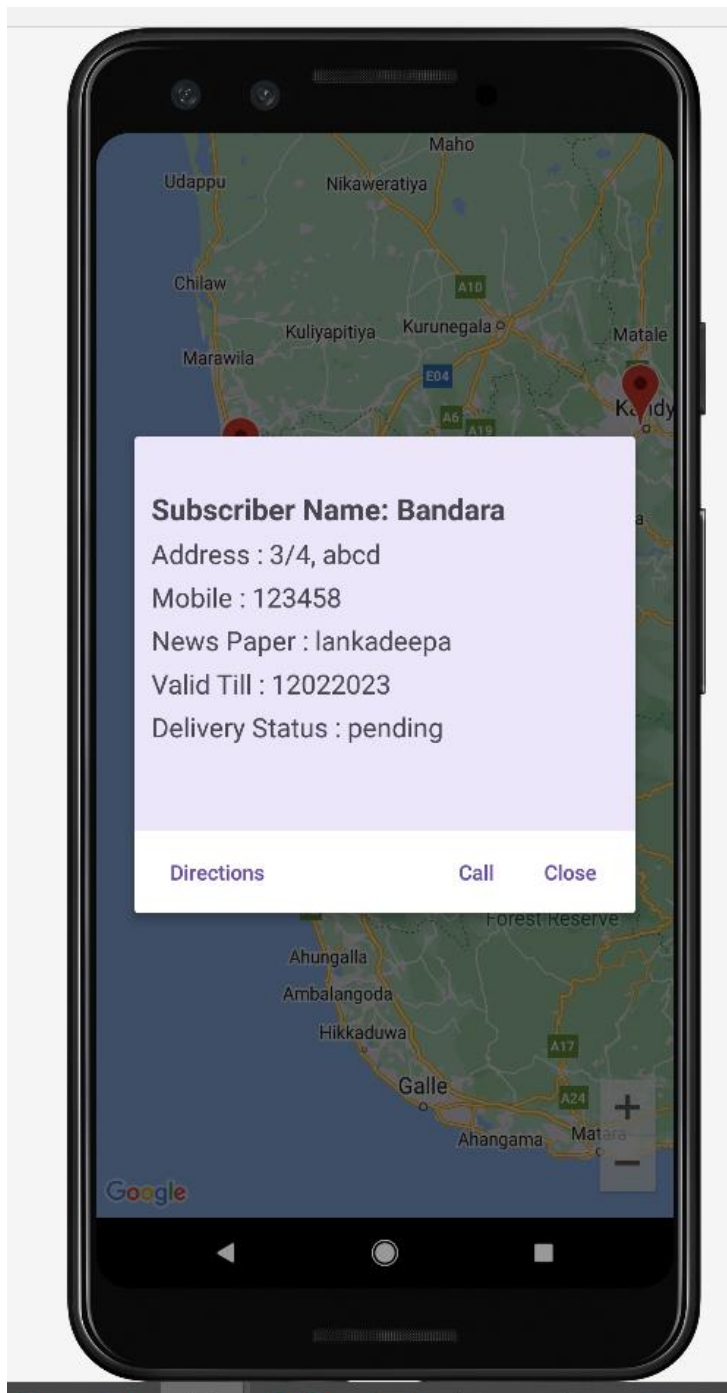 Maho
Udappu
Nikaweratiya
Chilaw
A10
Kuliyapitiya
Kurunegala
Matale
Marawila
E04
Kandy
A6
A19
a
Subscriber Name: Bandara
Address : 3/4, abcd
Mobile : 123458
News Paper : lankadeepa
Valid Till : 12022023
Delivery Status : pending
Directions
Call
Close
Forest Reserve
Ahungalla
Ambalangoda
Hikkaduwa
A17
Galle
A24
+
Ahangama
Matara
−
Google